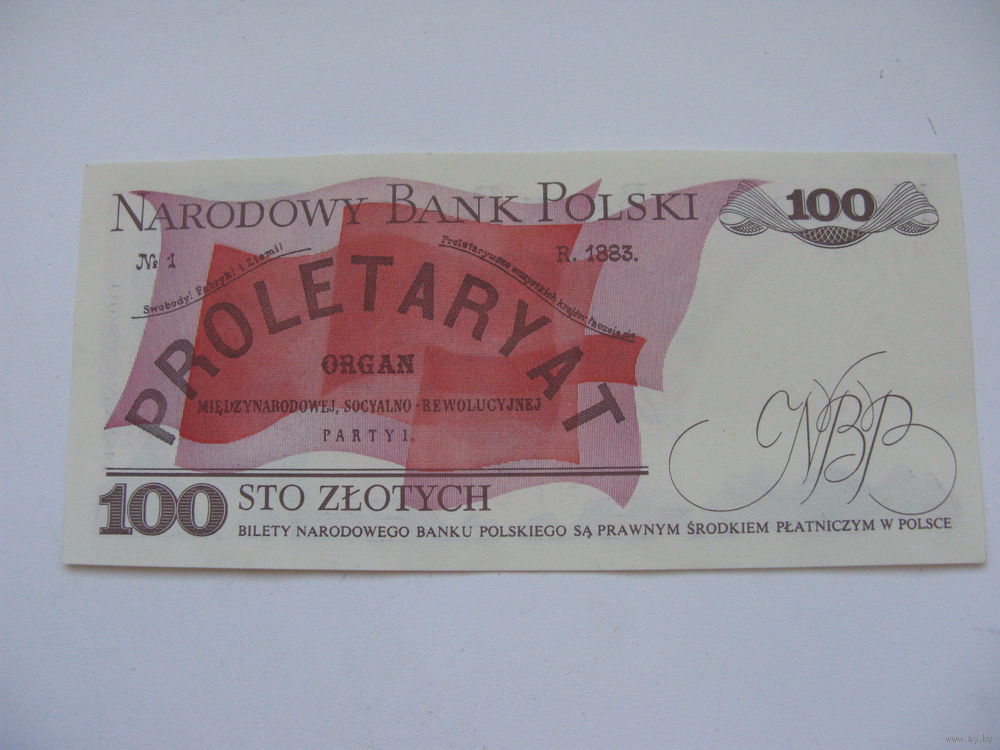 NARODOWY BANK POLSKI
100
№ 1
R. 1883.
Swobody! Fabryk! i Ziemi!
Proletaryusze wszystkich krajów łączcie się
PROLETARYAT
ORGAN
MIĘDZYNARODOWEJ, SOCYALNO-REWOLUCYJNEJ
PARTYI.
NBP
100 STO ZŁOTYCH
BILETY NARODOWEGO BANKU POLSKIEGO SĄ PRAWNYM ŚRODKIEM PŁATNICZYM W POLSCE
www.ay.by